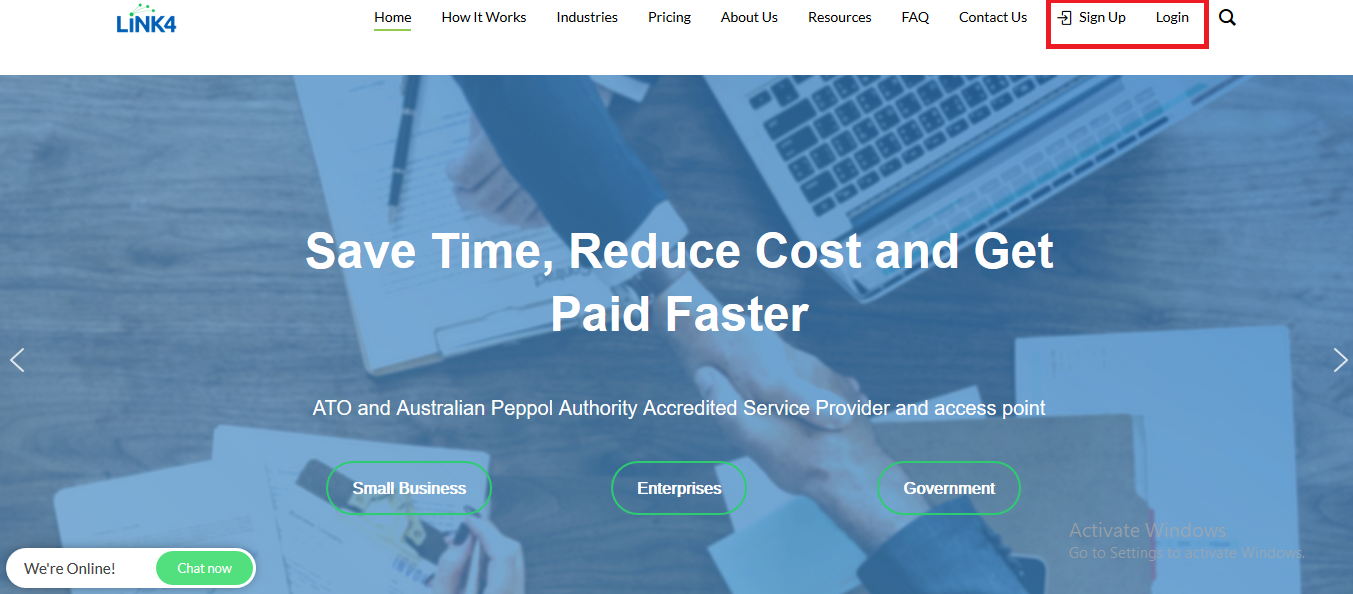 LiNK4
Home How It Works Industries Pricing About Us Resources FAQ Contact Us Sign Up Login
Save Time, Reduce Cost and Get
Paid Faster
ATO and Australian Peppol Authority Accredited Service Provider and access point
Small Business Enterprises Government
Activate Windows
Go to Settings to activate Windows.
We're Online! Chat now